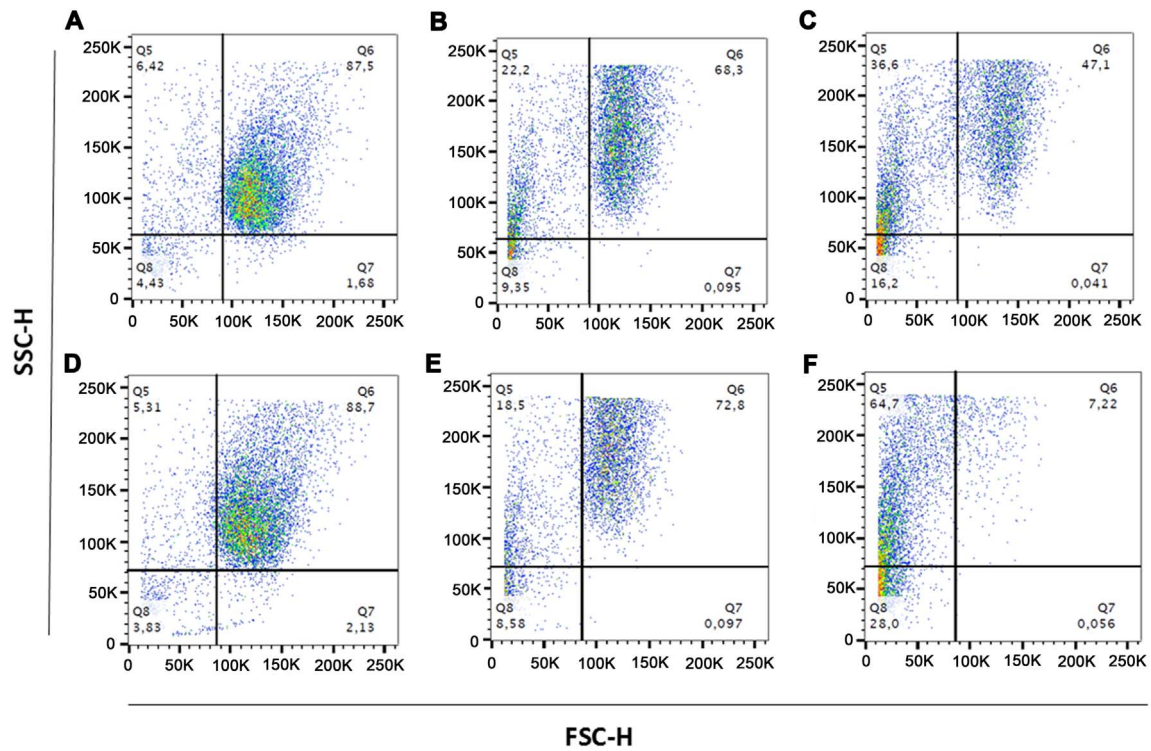 A
B
C
250K
200K
150K
100K
50K
0
Q5
6,42
Q6
87,5
Q8
4,43
Q7
1,68
0 50K 100K 150K 200K 250K
250K
200K
150K
100K
50K
0
Q5
22,2
Q6
68,3
Q8
9,35
Q7
0,095
0 50K 100K 150K 200K 250K
250K
200K
150K
100K
50K
0
Q5
36,6
Q6
47,1
Q8
16,2
Q7
0,041
0 50K 100K 150K 200K 250K
SSC-H
D
E
F
250K
200K
150K
100K
50K
0
Q5
5,31
Q6
88,7
Q8
3,83
Q7
2,13
0 50K 100K 150K 200K 250K
250K
200K
150K
100K
50K
0
Q5
18,5
Q6
72,8
Q8
8,58
Q7
0,097
0 50K 100K 150K 200K 250K
250K
200K
150K
100K
50K
0
Q5
64,7
Q6
7,22
Q8
28,0
Q7
0,056
0 50K 100K 150K 200K 250K
FSC-H